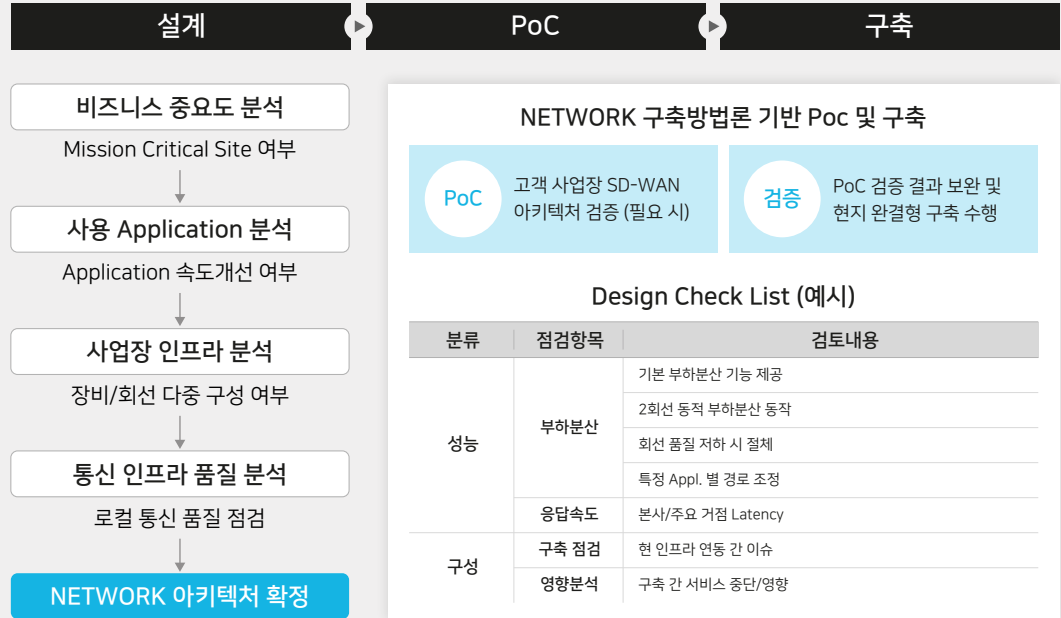 설계
PoC
구축
비즈니스 중요도 분석
Mission Critical Site 여부
사용 Application 분석
Application 속도개선 여부
사업장 인프라 분석
장비/회선 다중 구성 여부
통신 인프라 품질 분석
로컬 통신 품질 점검
NETWORK 아키텍처 확정
NETWORK 구축방법론 기반 Poc 및 구축
PoC
고객 사업장 SD-WAN
아키텍처 검증 (필요 시)
검증
PoC 검증 결과 보완 및
현지 완결형 구축 수행
Design Check List (예시)
분류 점검항목 검토내용
성능
부하분산
기본 부하분산 기능 제공
2회선 동적 부하분산 동작
회선 품질 저하 시 절체
특정 Appl. 별 경로 조정
응답속도 본사/주요 거점 Latency
구성
구축 점검 현 인프라 연동 간 이슈
영향분석 구축 간 서비스 중단/영향